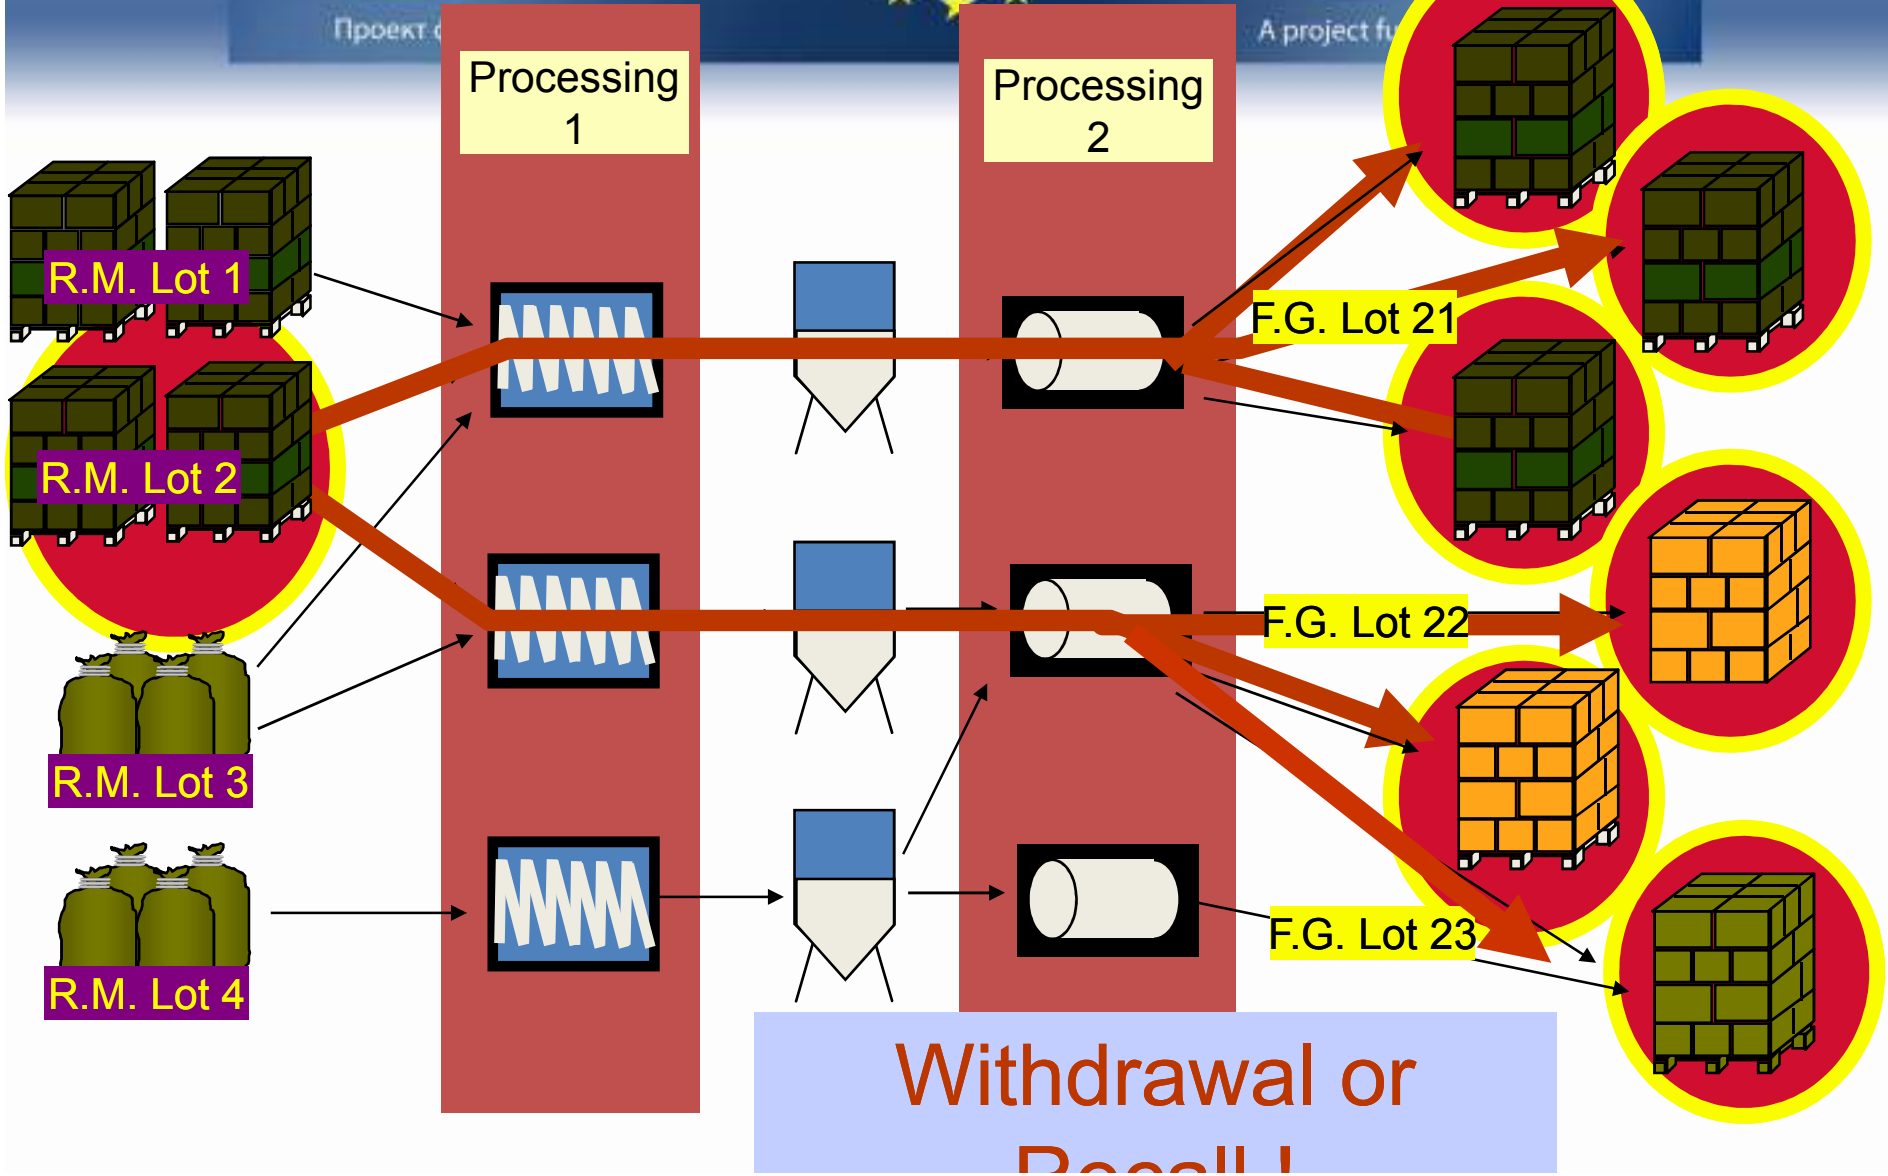 Проект
A project
Processing
1
Processing
2
R.M. Lot 1
F.G. Lot 21
R.M. Lot 2
F.G. Lot 22
R.M. Lot 3
F.G. Lot 23
R.M. Lot 4
Withdrawal or
Recall !